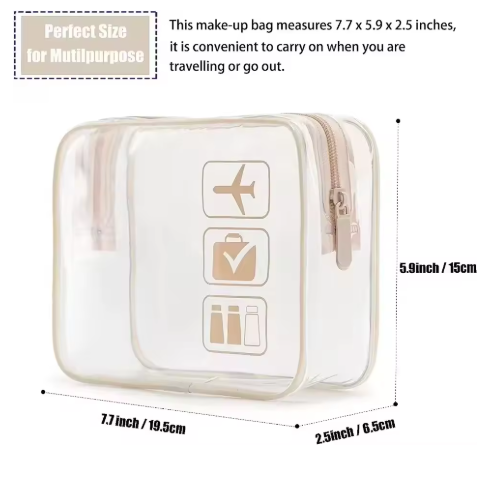 Perfect Size
for Mutilpurpose
This make-up bag measures 7.7 x 5.9 x 2.5 inches,
it is convenient to carry on when you are
travelling or go out.
5.9inch / 15cm
7.7 inch / 19.5cm
2.5inch / 6.5cm